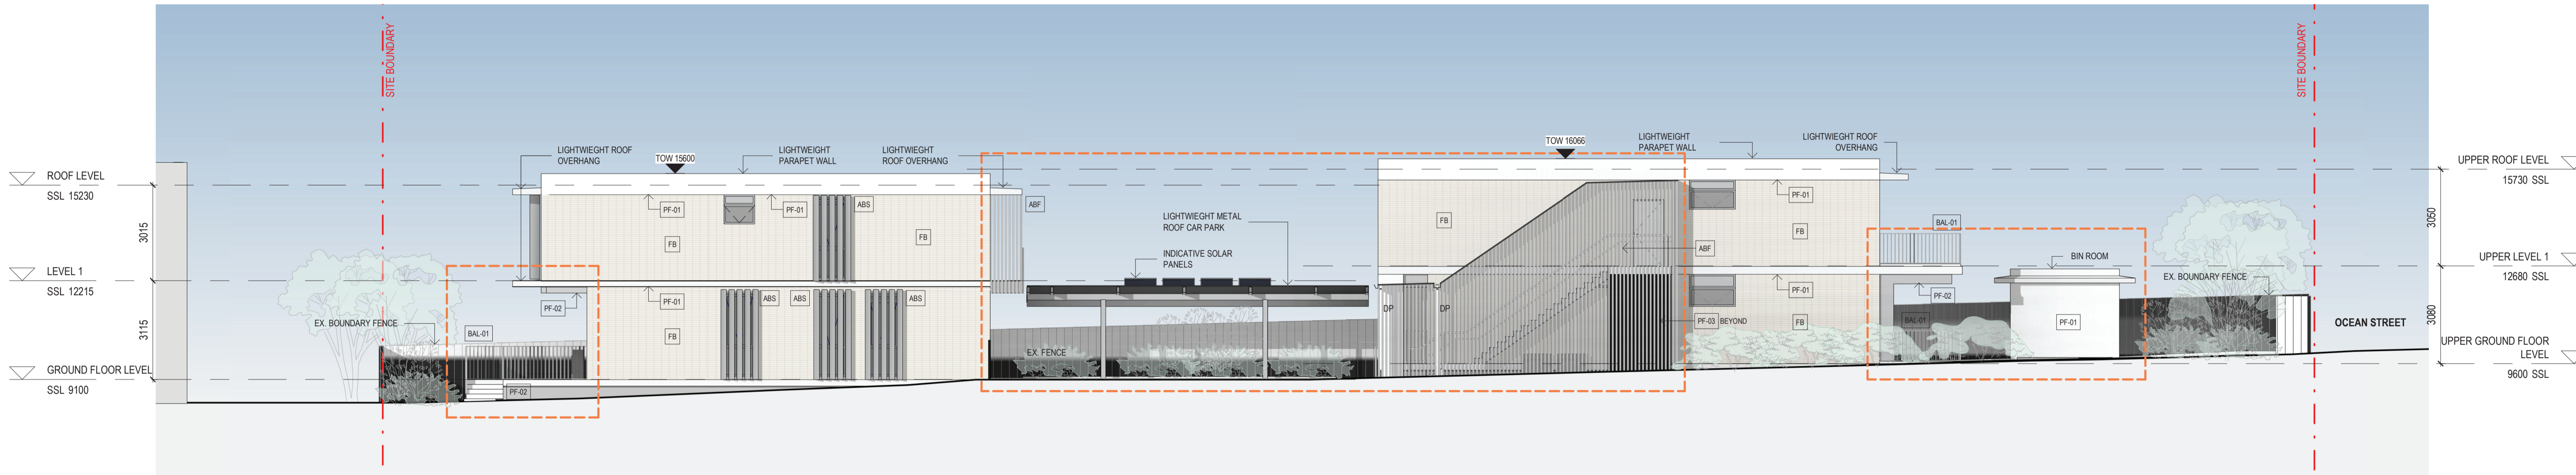 SITE BOUNDARY
SITE BOUNDARY
ROOF LEVEL
SSL 15230
3015
LEVEL 1
SSL 12215
3115
GROUND FLOOR LEVEL
SSL 9100
LIGHTWIEGHT ROOF
OVERHANG
TOW 15600
LIGHTWEIGHT
PARAPET WALL
LIGHTWIEGHT
ROOF OVERHANG
PF-01
PF-01
ABS
ABF
FB
FB
PF-02
PF-01
ABS
ABS
ABS
FB
EX. BOUNDARY FENCE
BAL-01
PF-02
LIGHTWIEGHT METAL
ROOF CAR PARK
INDICATIVE SOLAR
PANELS
EX. FENCE
TOW 16066
LIGHTWEIGHT
PARAPET WALL
LIGHTWIEGHT ROOF
OVERHANG
FB
PF-01
FB
ABF
DP
DP
PF-01
PF-03 BEYOND
FB
BAL-01
PF-02
BAL-01
BIN ROOM
PF-01
EX. BOUNDARY FENCE
OCEAN STREET
UPPER ROOF LEVEL
15730 SSL
3050
UPPER LEVEL 1
12680 SSL
3080
UPPER GROUND FLOOR
LEVEL
9600 SSL